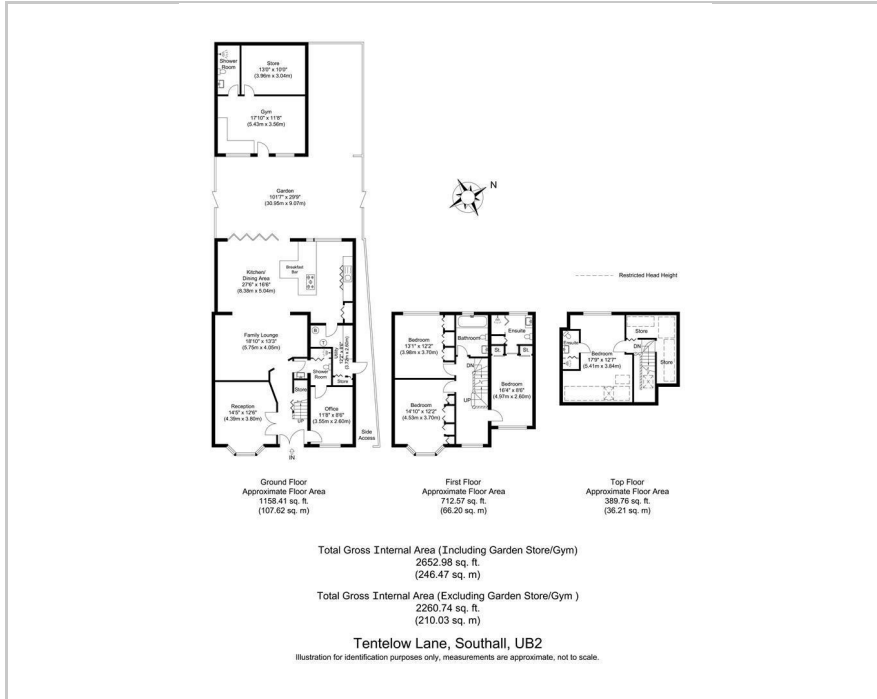 Shower
Room
Store
13'0" x 10'0"
(3.96m x 3.04m)
Gym
17'10" x 11'8"
(5.43m x 3.56m)
Garden
101'7" x 29'9"
(30.95m x 9.07m)
N
Kitchen/
Dining Area
27'6" x 16'6"
(8.38m x 5.04m)
Breakfast
Bar
Family Lounge
18'10" x 13'3"
(5.75m x 4.05m)
B
T
Shower
Room
Store
Store
Reception
14'5" x 12'6"
(4.39m x 3.80m)
UP
Office
11'8" x 8'6"
(3.55m x 2.60m)
Side
Access
IN
Bedroom
13'1" x 12'2"
(3.98m x 3.70m)
Bathroom
Ensuite
St.
St.
DN
UP
Bedroom
16'4" x 8'6"
(4.97m x 2.60m)
Bedroom
14'10" x 12'2"
(4.53m x 3.70m)
Restricted Head Height
Store
Ensuite
DN
Bedroom
17'9" x 12'7"
(5.41m x 3.84m)
Store
Ground Floor
Approximate Floor Area
1158.41 sq. ft.
(107.62 sq. m)
First Floor
Approximate Floor Area
712.57 sq. ft.
(66.20 sq. m)
Top Floor
Approximate Floor Area
389.76 sq. ft.
(36.21 sq. m)
Total Gross Internal Area (Including Garden Store/Gym)
2652.98 sq. ft.
(246.47 sq. m)
Total Gross Internal Area (Excluding Garden Store/Gym )
2260.74 sq. ft.
(210.03 sq. m)
Tentelow Lane, Southall, UB2
Illustration for identification purposes only, measurements are approximate, not to scale.